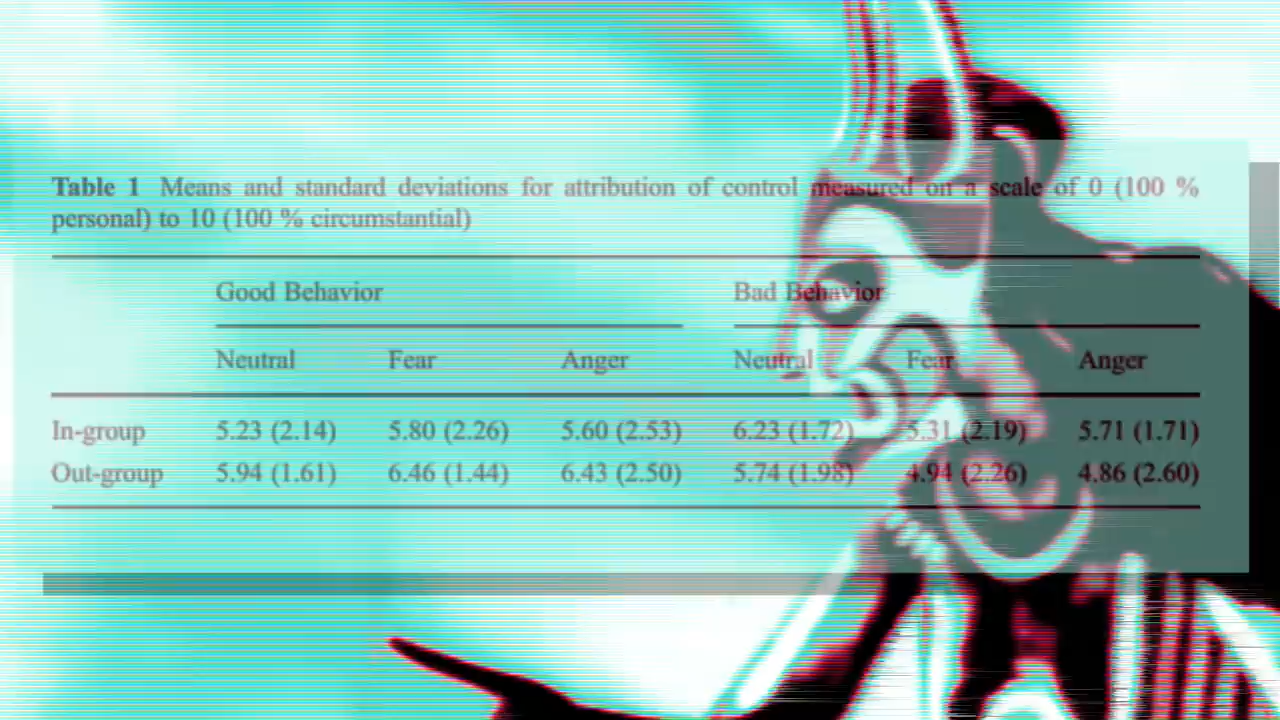 Table 1 Means and standard deviations for attribution of control measured on a scale of 0 (100 %
personal) to 10 (100 % circumstantial)
Good Behavior Bad Behavior
Neutral Fear Anger Neutral Fear Anger
In-group 5.23 (2.14) 5.80 (2.26) 5.60 (2.53) 6.23 (1.72) 5.31 (2.19) 5.71 (1.71)
Out-group 5.94 (1.61) 6.46 (1.44) 6.43 (2.50) 5.74 (1.98) 4.94 (2.26) 4.86 (2.60)